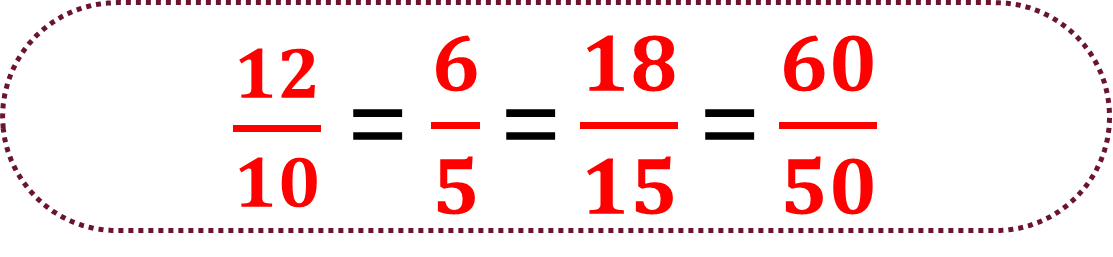 12/10 = 6/5 = 18/15 = 60/50